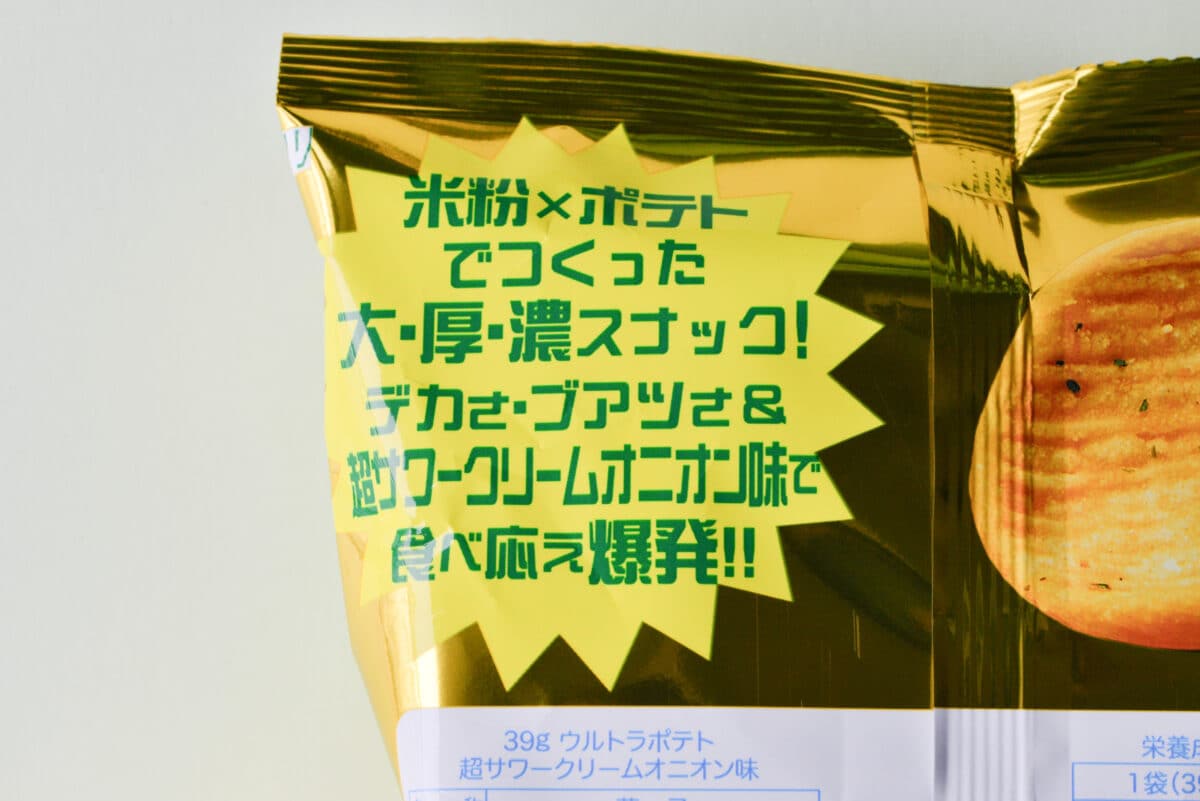 米粉×ポテト
でつくった
大・厚・濃スナック!
デカさ・ブアツさ&
超サワークリームオニオン味で
食べ応え爆発!!
39g ウルトラポテト
超サワークリームオニオン味
栄養成
1袋(39